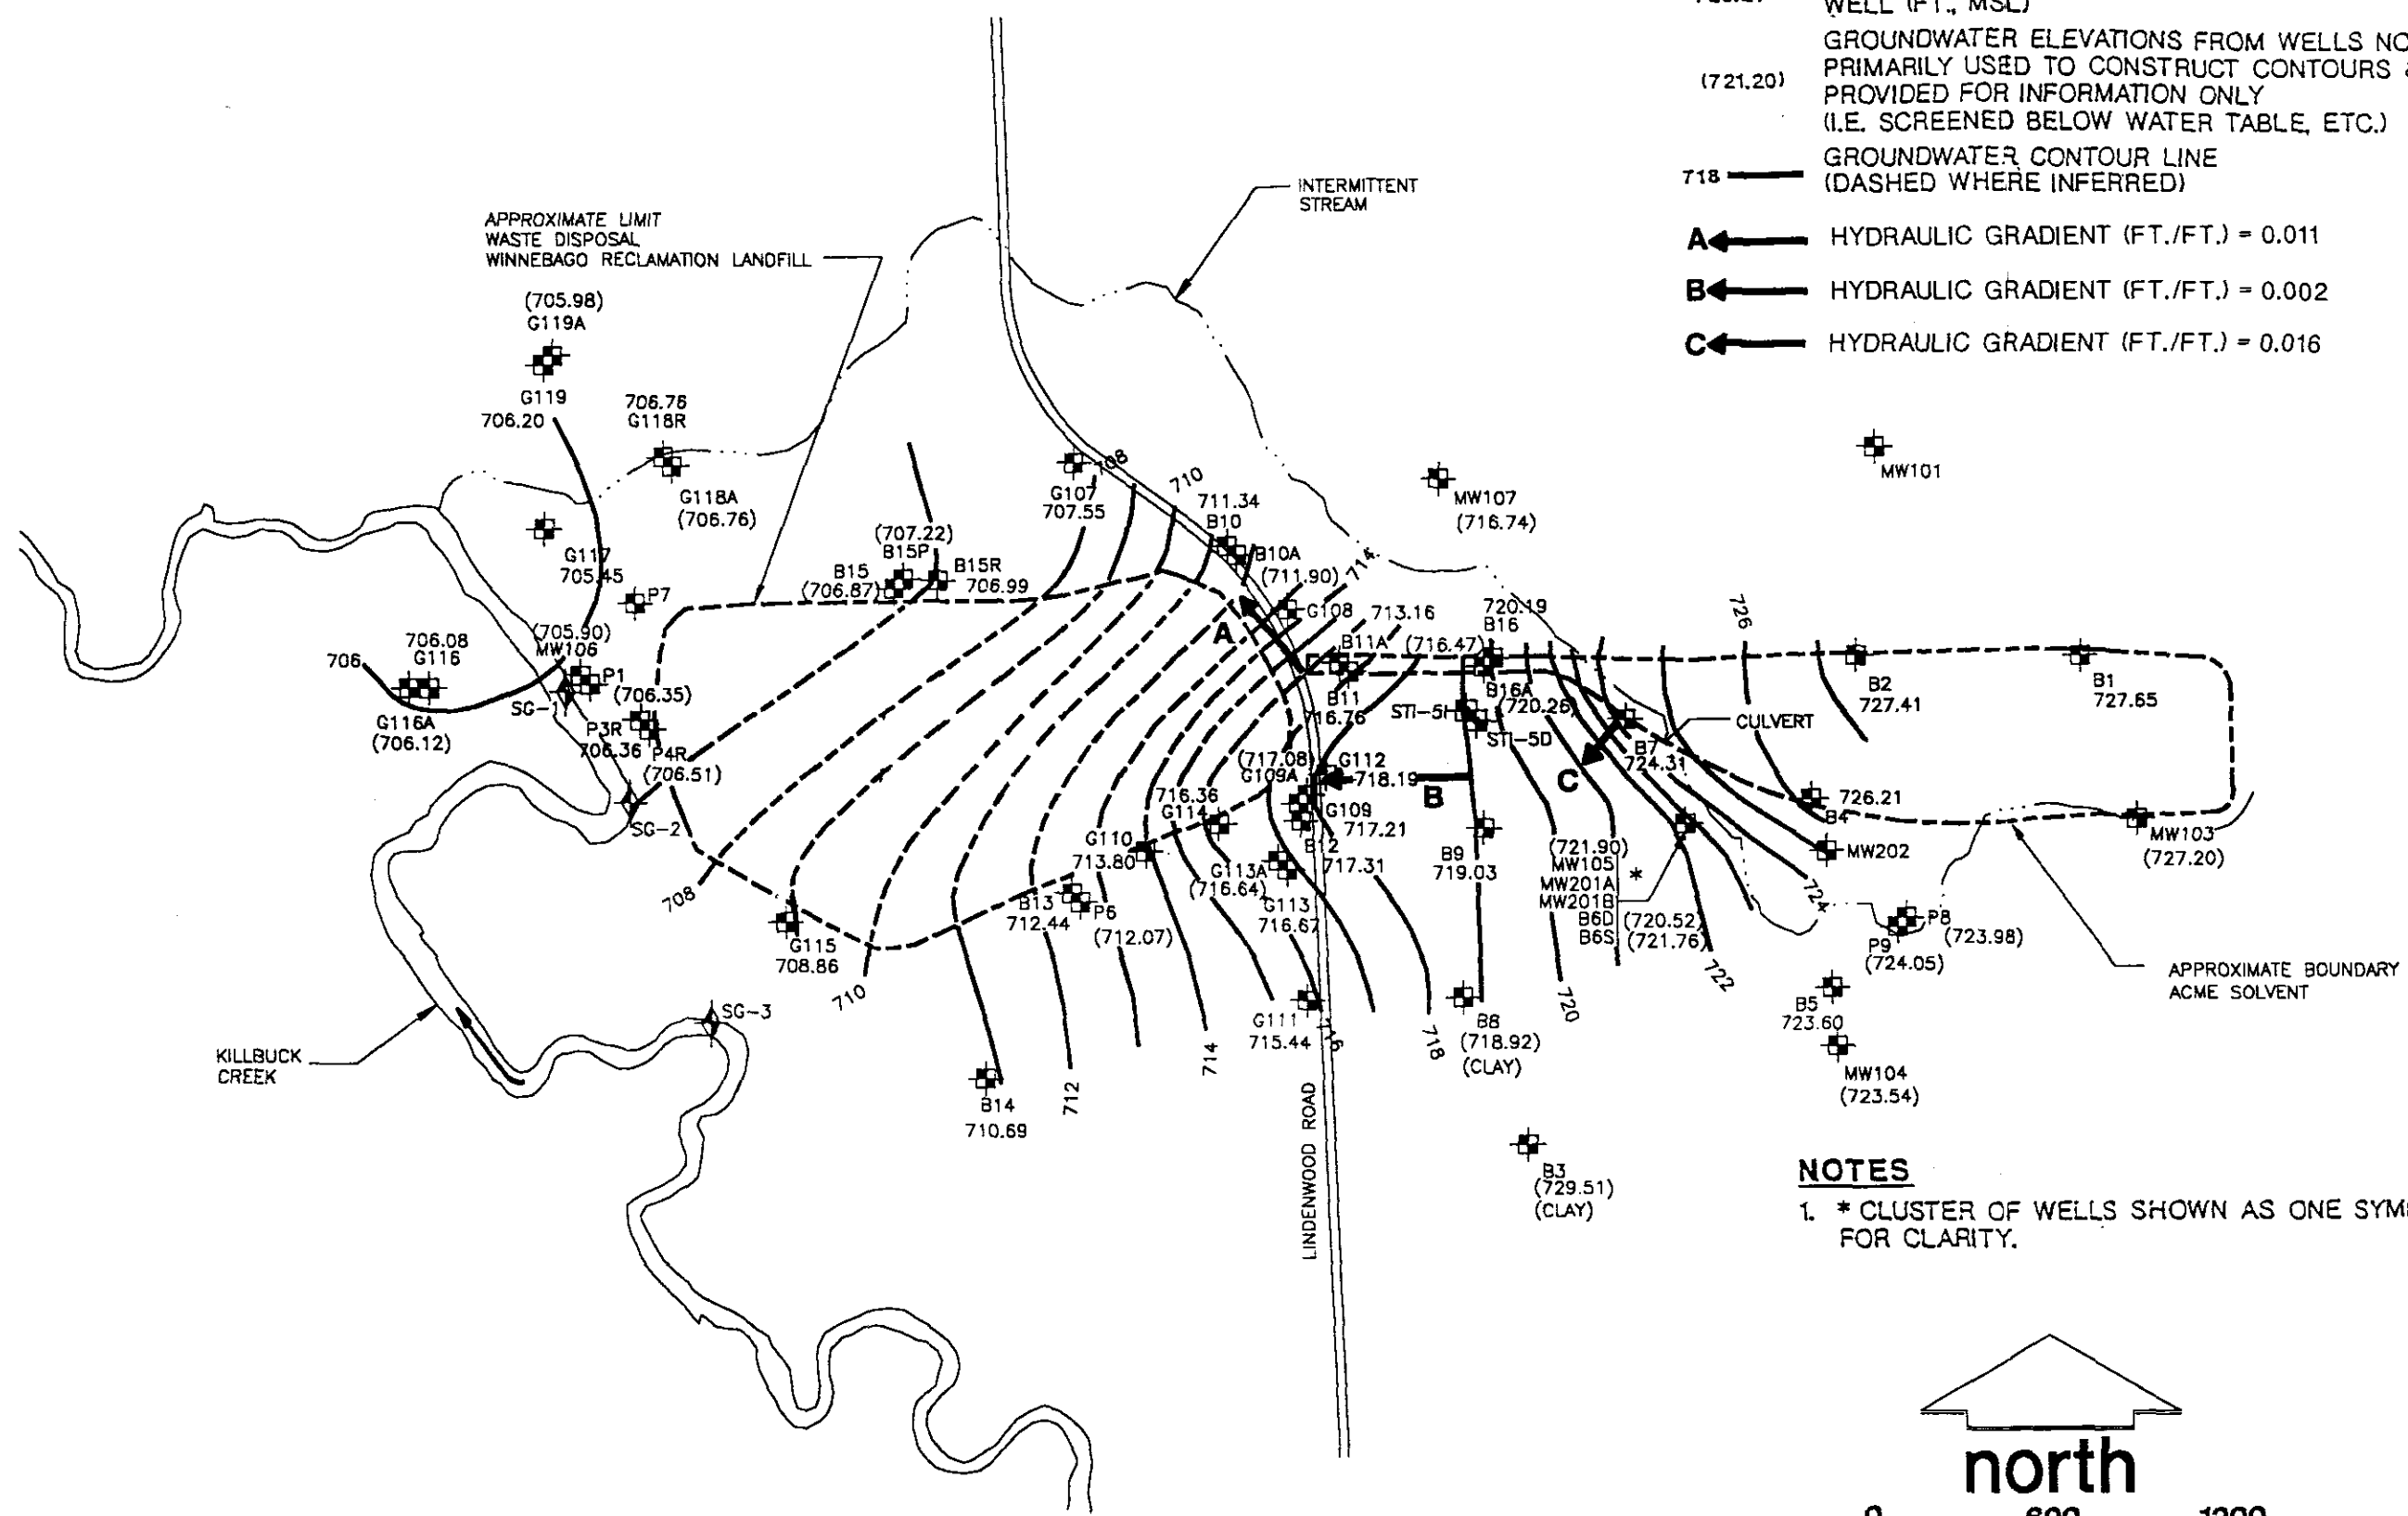 WELL (FT., MSL)
GROUNDWATER ELEVATIONS FROM WELLS
PRIMARILY USED TO CONSTRUCT CONTOURS
(721.20)
PROVIDED FOR INFORMATION ONLY
(I.E. SCREENED BELOW WATER TABLE, ETC.)
718
GROUNDWATER CONTOUR LINE
(DASHED WHERE INFERRED)
A HYDRAULIC GRADIENT (FT./FT.) = 0.011
B HYDRAULIC GRADIENT (FT./FT.) = 0.002
C HYDRAULIC GRADIENT (FT./FT.) = 0.016
INTERMITTENT
STREAM
APPROXIMATE LIMIT
WASTE DISPOSAL
WINNEBAGO RECLAMATION LANDFILL
(705.98)
G119A
G119
706.20
706.76
G118R
G118A
(706.76)
G117
705.45
P7
(705.90)
MW106
P1
(706.35)
706
706.08
G116
G116A
(706.12)
SG-1
P3R
706.36
P4R
(706.51)
SG-2
(707.22)
B15P
B15
(706.87)
B15R
706.99
G107
707.55
708
710
711.34
B10
B10A
(711.90)
714
G108
713.16
A
B11A
(716.47)
B11
716.76
MW107
(716.74)
MW101
720.19
B16
B16A
(720.26)
STI-5I
STI-5D
726
B2
727.41
B1
727.65
CULVERT
B7
724.31
C
B
(717.08)
G109A
G112
718.19
G109
717.21
B12
717.31
716.36
G114
G110
713.80
G113A
(716.64)
G113
716.67
B13
712.44
P6
(712.07)
G115
708.86
708
710
B9
719.03
(721.90)
MW105
MW201A
MW201B
*
B6D (720.52)
B6S (721.76)
726.21
B4
MW202
724
MW103
(727.20)
P8
(723.98)
P9
(724.05)
APPROXIMATE BOUNDARY
ACME SOLVENT
B5
723.60
MW104
(723.54)
722
720
718
716
714
712
G111
715.44
B8
(718.92)
(CLAY)
B14
710.69
SG-3
KILLBUCK
CREEK
LINDENWOOD ROAD
B3
(729.51)
(CLAY)
NOTES
1. * CLUSTER OF WELLS SHOWN AS ONE
FOR CLARITY.
north
0 600 1200